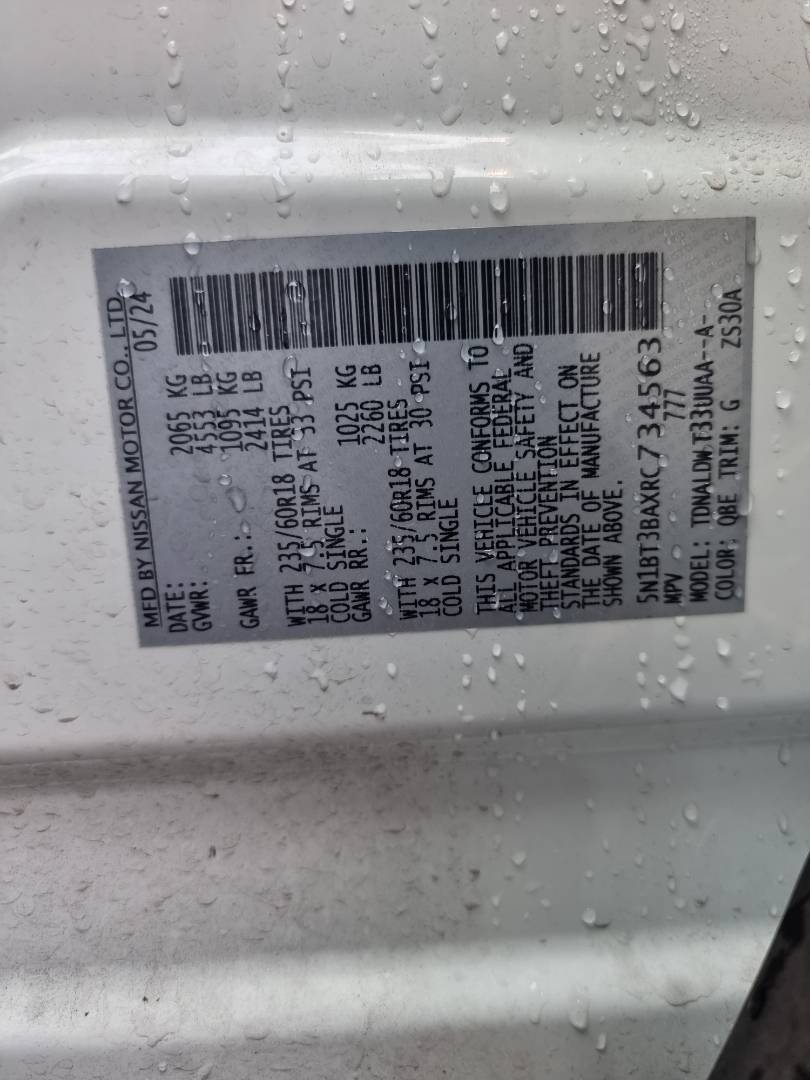 MFD BY NISSAN MOTOR CO., LTD.
DATE: 05/24
GVWR: 2065 KG
4553 LB
GAWR FR.: 1095 KG
2414 LB
WITH 235/60R18 TIRES
18 x 7.5 RIMS AT 33 PSI
COLD SINGLE
GAWR RR.: 1025 KG
2260 LB
WITH 235/60R18 TIRES
18 x 7.5 RIMS AT 30 PSI
COLD SINGLE
THIS VEHICLE CONFORMS TO
ALL APPLICABLE FEDERAL
MOTOR VEHICLE SAFETY AND
THEFT PREVENTION
STANDARDS IN EFFECT ON
THE DATE OF MANUFACTURE
SHOWN ABOVE.
5N1BT3BAXRC734563
MPV 777
MODEL: TDNALDWLT33UUAA--A-
COLOR: QBE TRIM: G ZS30A